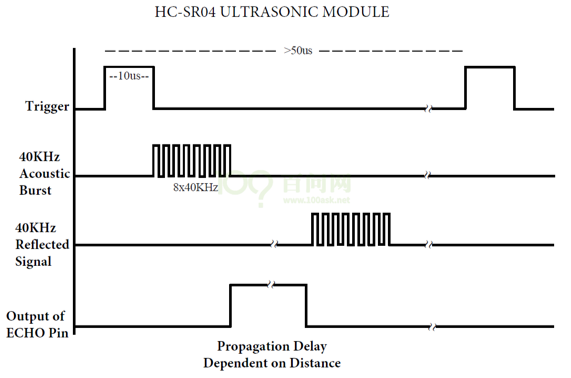 HC-SR04 ULTRASONIC MODULE
>50us
--10us--
Trigger
40KHz
Acoustic
Burst
8x40KHz
百问网
www.100ask.net
40KHz
Reflected
Signal
Output of
ECHO Pin
Propagation Delay
Dependent on Distance